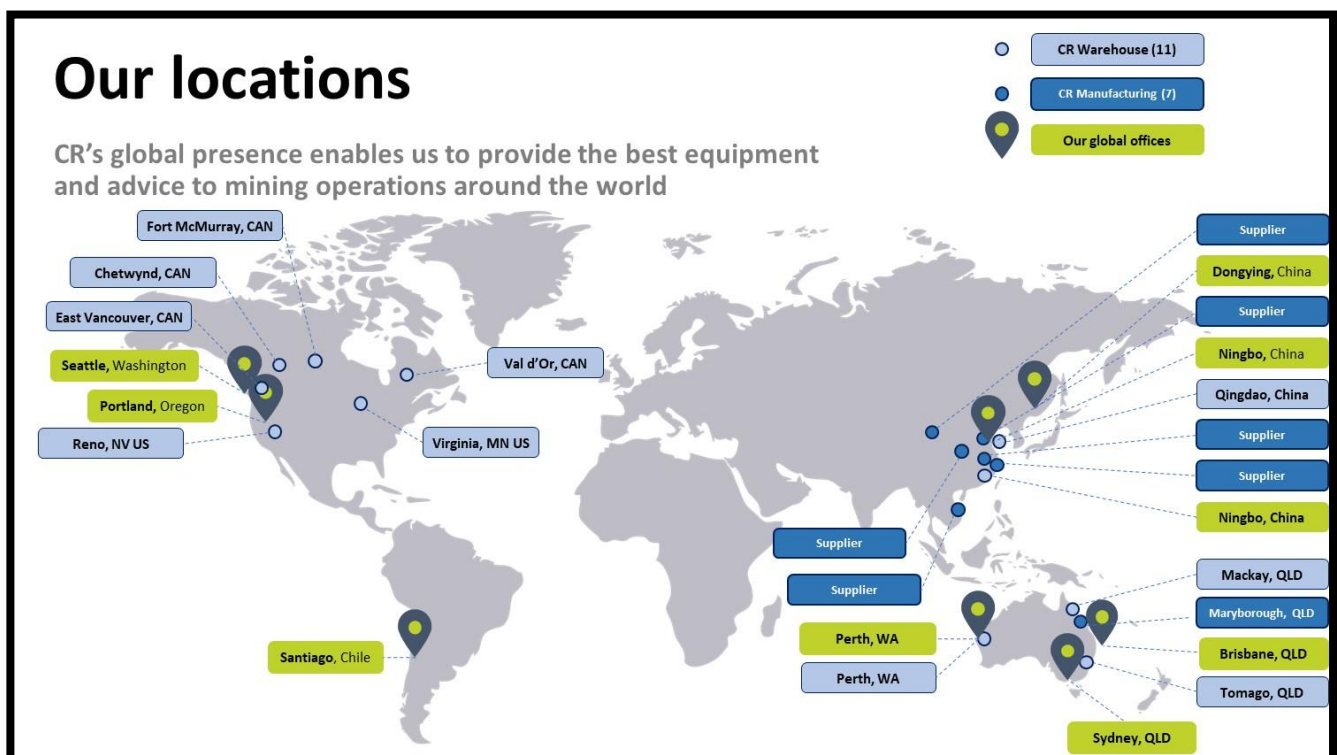 Our locations
CR's global presence enables us to provide the best equipment
and advice to mining operations around the world
CR Warehouse (11)
CR Manufacturing (7)
Our global offices
Fort McMurray, CAN
Chetwynd, CAN
East Vancouver, CAN
Seattle, Washington
Portland, Oregon
Reno, NV US
Val d'Or, CAN
Virginia, MN US
Santiago, Chile
Supplier
Dongying, China
Supplier
Ningbo, China
Qingdao, China
Supplier
Supplier
Ningbo, China
Supplier
Supplier
Perth, WA
Perth, WA
Mackay, QLD
Maryborough, QLD
Brisbane, QLD
Tomago, QLD
Sydney, QLD